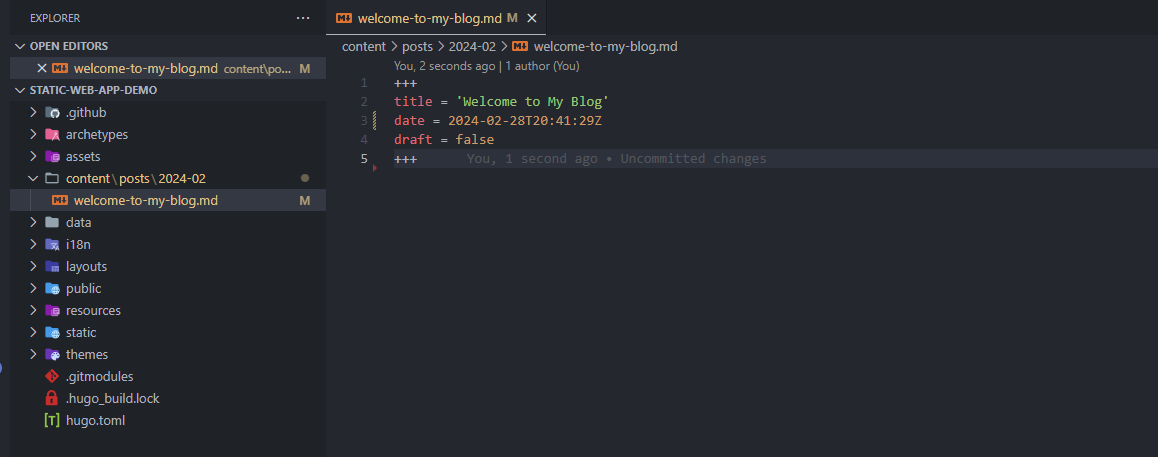 EXPLORER
···
OPEN EDITORS
welcome-to-my-blog.md content\po... M
STATIC-WEB-APP-DEMO
.github
archetypes
assets
content\posts\2024-02
welcome-to-my-blog.md M
data
i18n
layouts
public
resources
static
themes
.gitmodules
.hugo_build.lock
hugo.toml
welcome-to-my-blog.md M
content > posts > 2024-02 > welcome-to-my-blog.md
You, 2 seconds ago | 1 author (You)
1 +++
2 title = 'Welcome to My Blog'
3 date = 2024-02-28T20:41:29Z
4 draft = false
5 +++ You, 1 second ago • Uncommitted changes